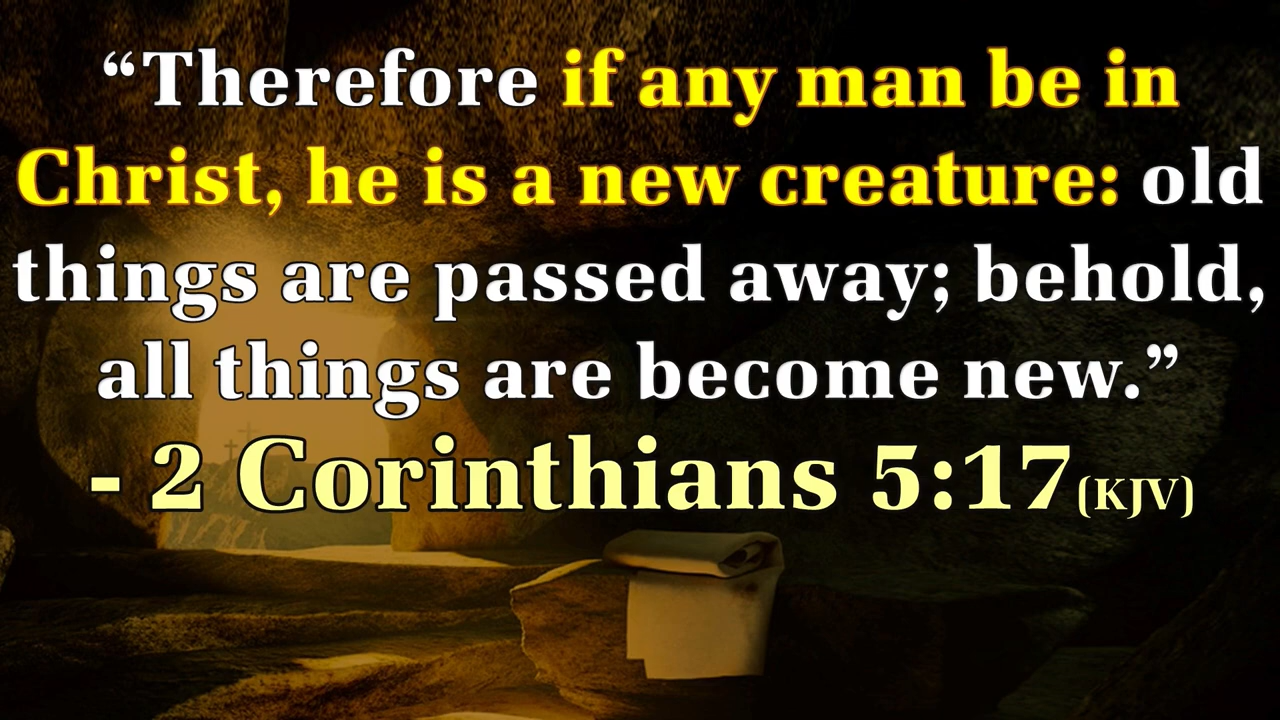 “Therefore if any man be in
Christ, he is a new creature: old
things are passed away; behold,
all things are become new.”
- 2 Corinthians 5:17 (KJV)